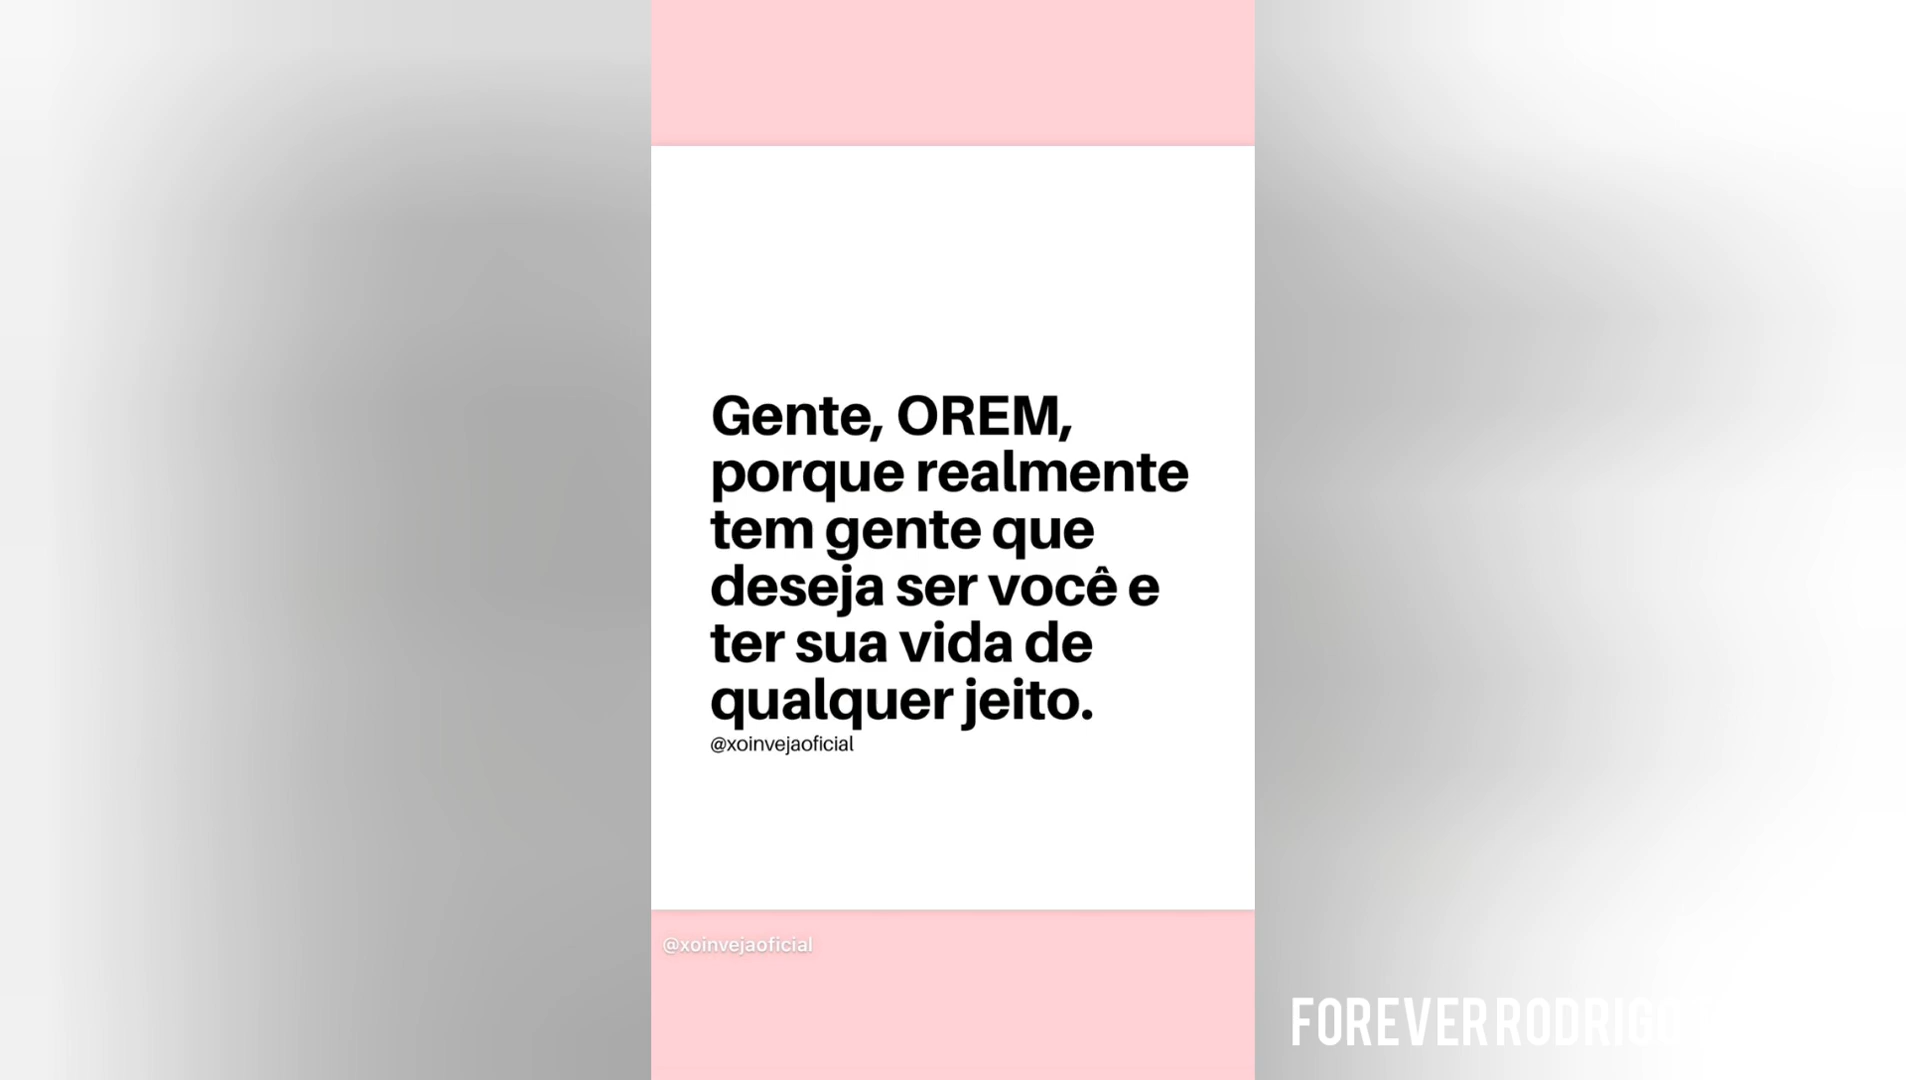 Gente, OREM,
porque realmente
tem gente que
deseja ser você e
ter sua vida de
qualquer jeito.
@xoinvejaoficial
@xoinvejaoficial
FOREVER RODRIGO